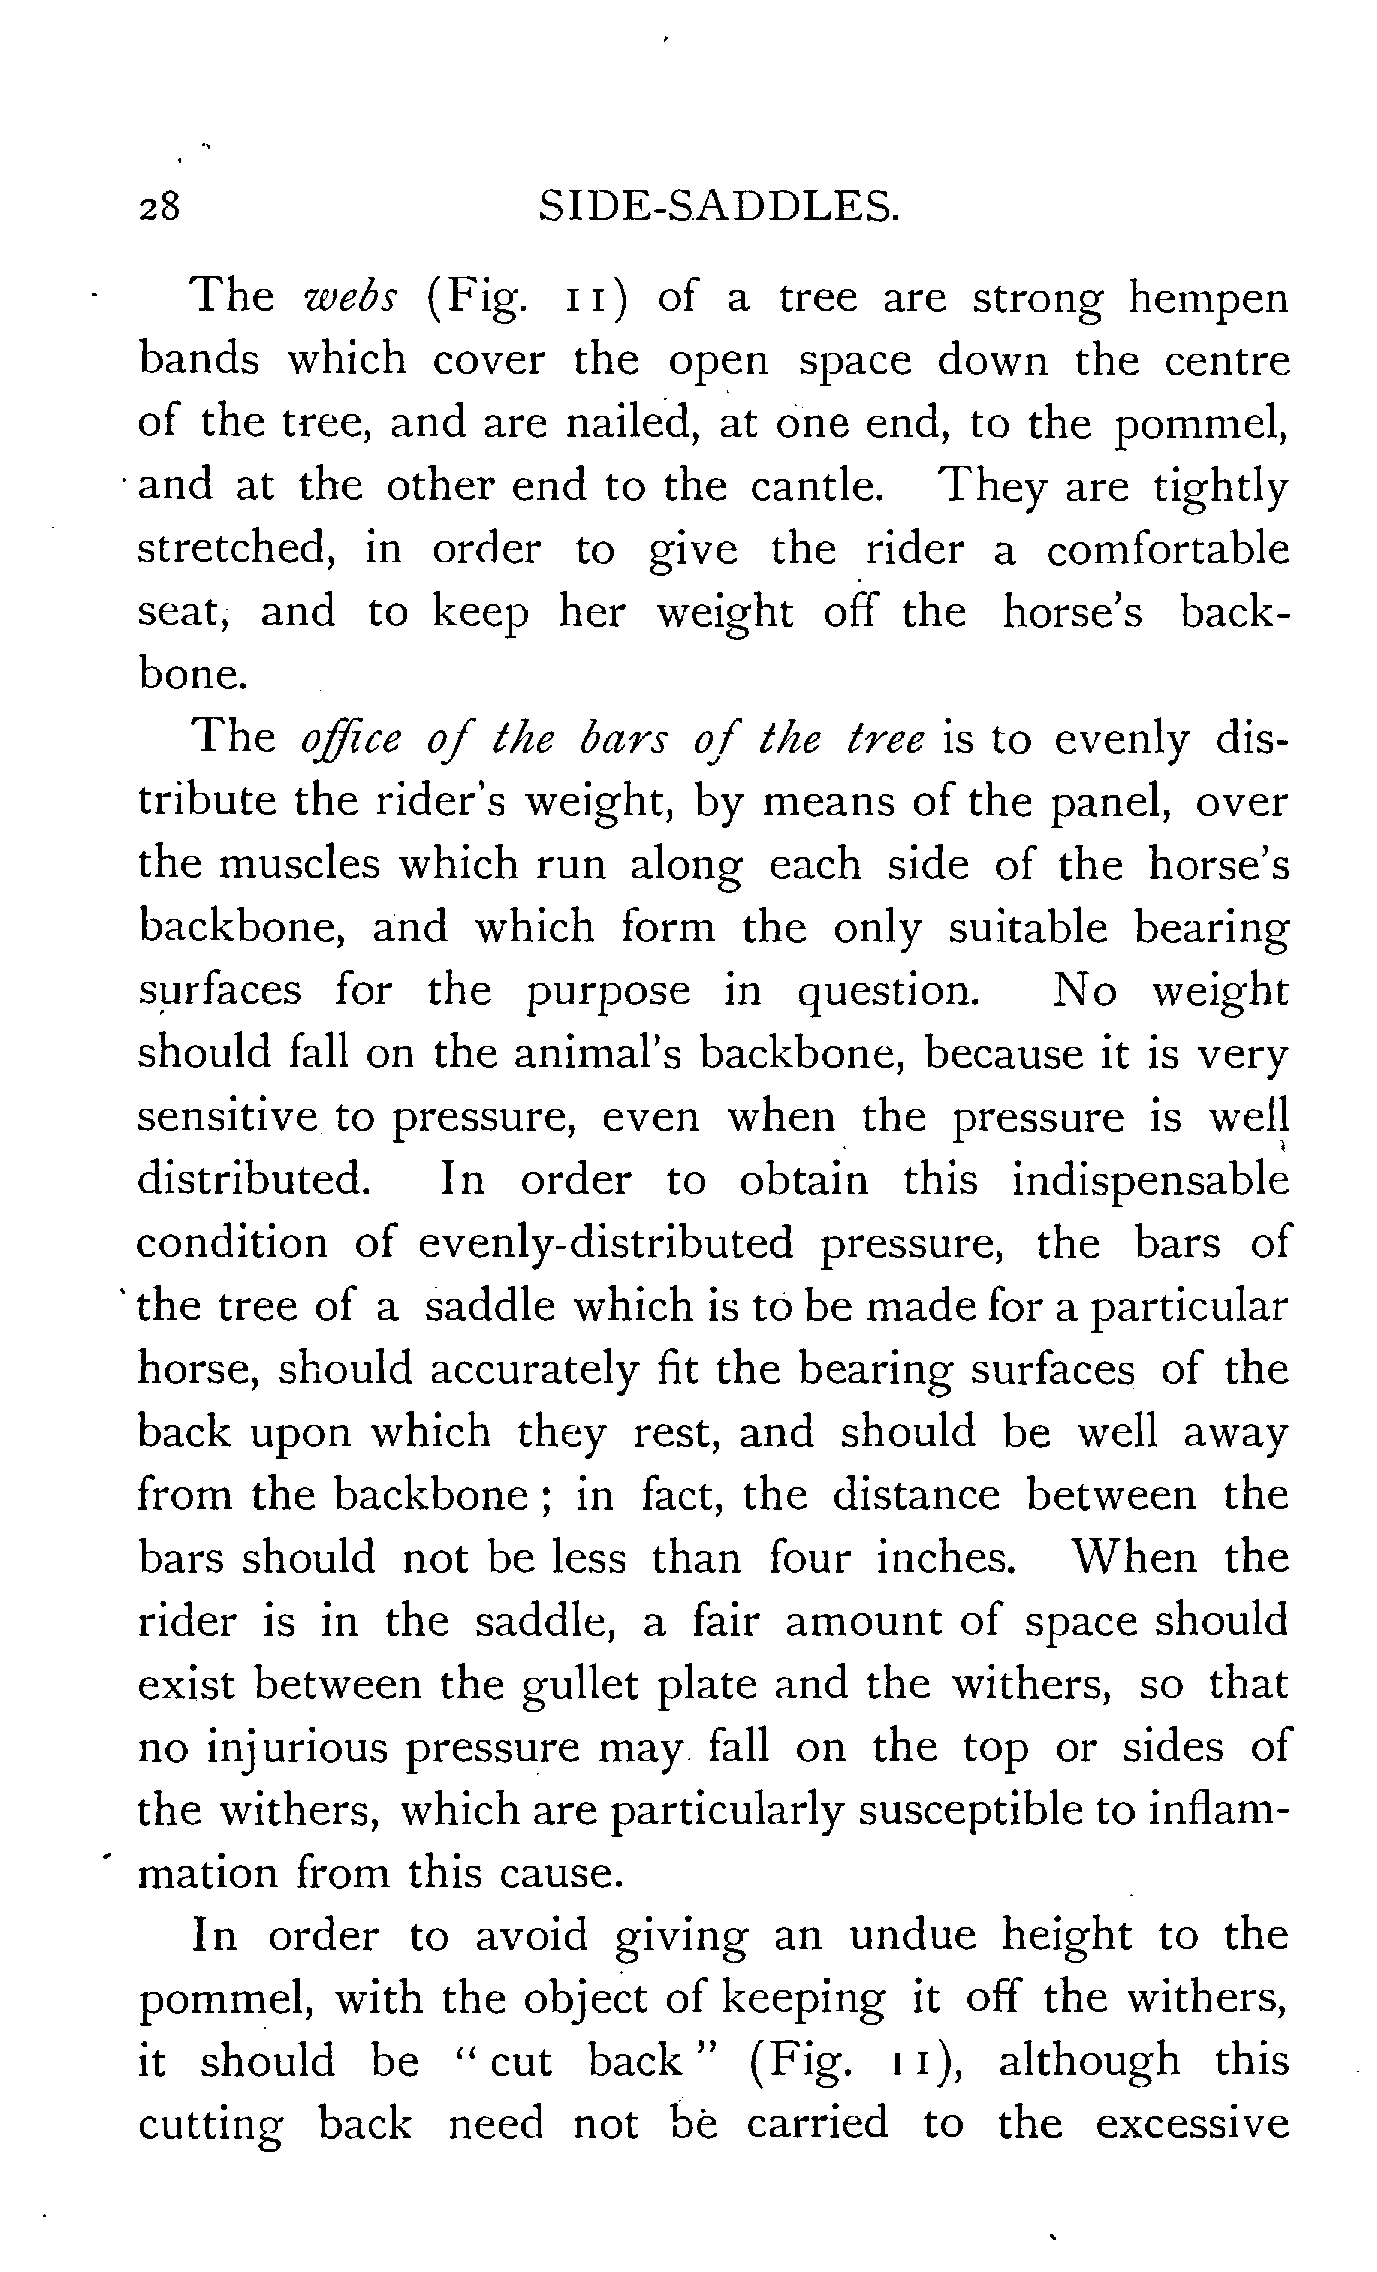 28 SIDE-SADDLES.
The webs (Fig. 11) of a tree are strong hempen
bands which cover the open space down the centre
of the tree, and are nailed, at one end, to the pommel,
and at the other end to the cantle. They are tightly
stretched, in order to give the rider a comfortable
seat, and to keep her weight off the horse's back-
bone.
The office of the bars of the tree is to evenly dis-
tribute the rider's weight, by means of the panel, over
the muscles which run along each side of the horse's
backbone, and which form the only suitable bearing
surfaces for the purpose in question. No weight
should fall on the animal's backbone, because it is very
sensitive to pressure, even when the pressure is well
distributed. In order to obtain this indispensable
condition of evenly-distributed pressure, the bars of
the tree of a saddle which is to be made for a particular
horse, should accurately fit the bearing surfaces of the
back upon which they rest, and should be well away
from the backbone; in fact, the distance between the
bars should not be less than four inches. When the
rider is in the saddle, a fair amount of space should
exist between the gullet plate and the withers, so that
no injurious pressure may fall on the top or sides of
the withers, which are particularly susceptible to inflam-
mation from this cause.
In order to avoid giving an undue height to the
pommel, with the object of keeping it off the withers,
it should be "cut back" (Fig. 11), although this
cutting back need not be carried to the excessive